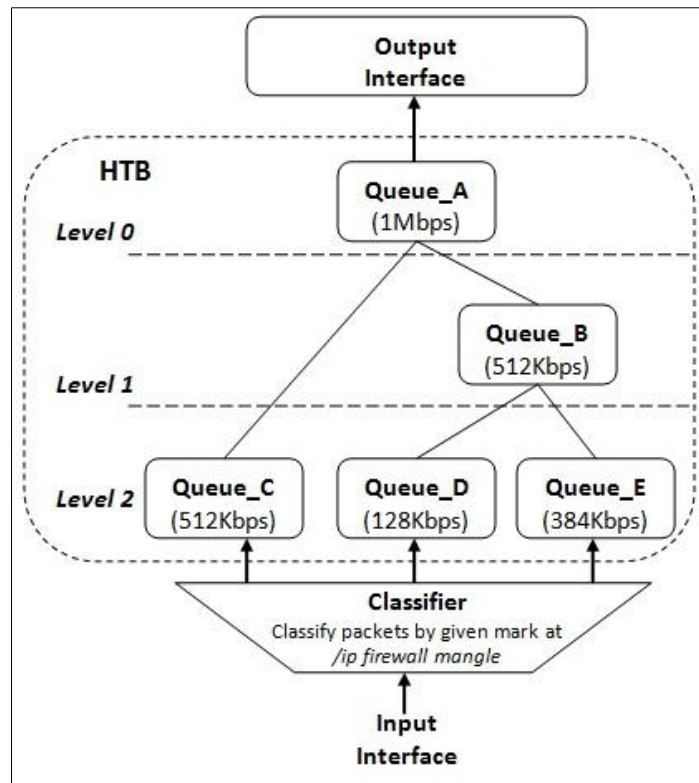 Output
Interface
HTB
Queue_A
(1Mbps)
Level 0
Queue_B
(512Kbps)
Level 1
Queue_C
(512Kbps)
Queue_D
(128Kbps)
Queue_E
(384Kbps)
Level 2
Classifier
Classify packets by given mark at
/ip firewall mangle
Input
Interface